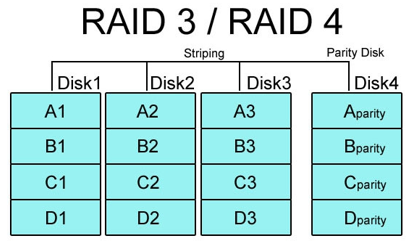 RAID 3 / RAID 4
Striping Parity Disk
Disk1 Disk2 Disk3 Disk4
A1 A2 A3 Aparity
B1 B2 B3 Bparity
C1 C2 C3 Cparity
D1 D2 D3 Dparity